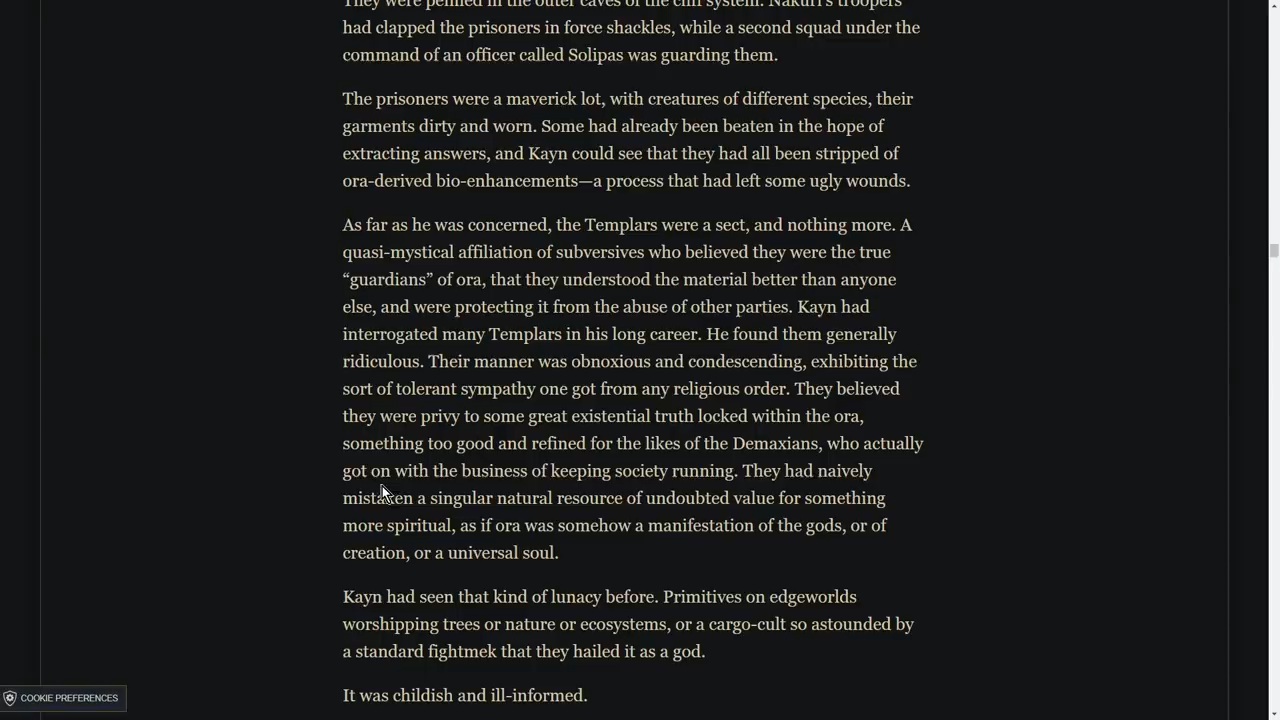 They were penned in the outer caves of the cliff system. Nakuri's troopers
had clapped the prisoners in force shackles, while a second squad under the
command of an officer called Solipas was guarding them.
The prisoners were a maverick lot, with creatures of different species, their
garments dirty and worn. Some had already been beaten in the hope of
extracting answers, and Kayn could see that they had all been stripped of
ora-derived bio-enhancements—a process that had left some ugly wounds.
As far as he was concerned, the Templars were a sect, and nothing more. A
quasi-mystical affiliation of subversives who believed they were the true
“guardians” of ora, that they understood the material better than anyone
else, and were protecting it from the abuse of other parties. Kayn had
interrogated many Templars in his long career. He found them generally
ridiculous. Their manner was obnoxious and condescending, exhibiting the
sort of tolerant sympathy one got from any religious order. They believed
they were privy to some great existential truth locked within the ora,
something too good and refined for the likes of the Demaxians, who actually
got on with the business of keeping society running. They had naively
mistaken a singular natural resource of undoubted value for something
more spiritual, as if ora was somehow a manifestation of the gods, or of
creation, or a universal soul.
Kayn had seen that kind of lunacy before. Primitives on edgeworlds
worshipping trees or nature or ecosystems, or a cargo-cult so astounded by
a standard fightmek that they hailed it as a god.
It was childish and ill-informed.
COOKIE PREFERENCES